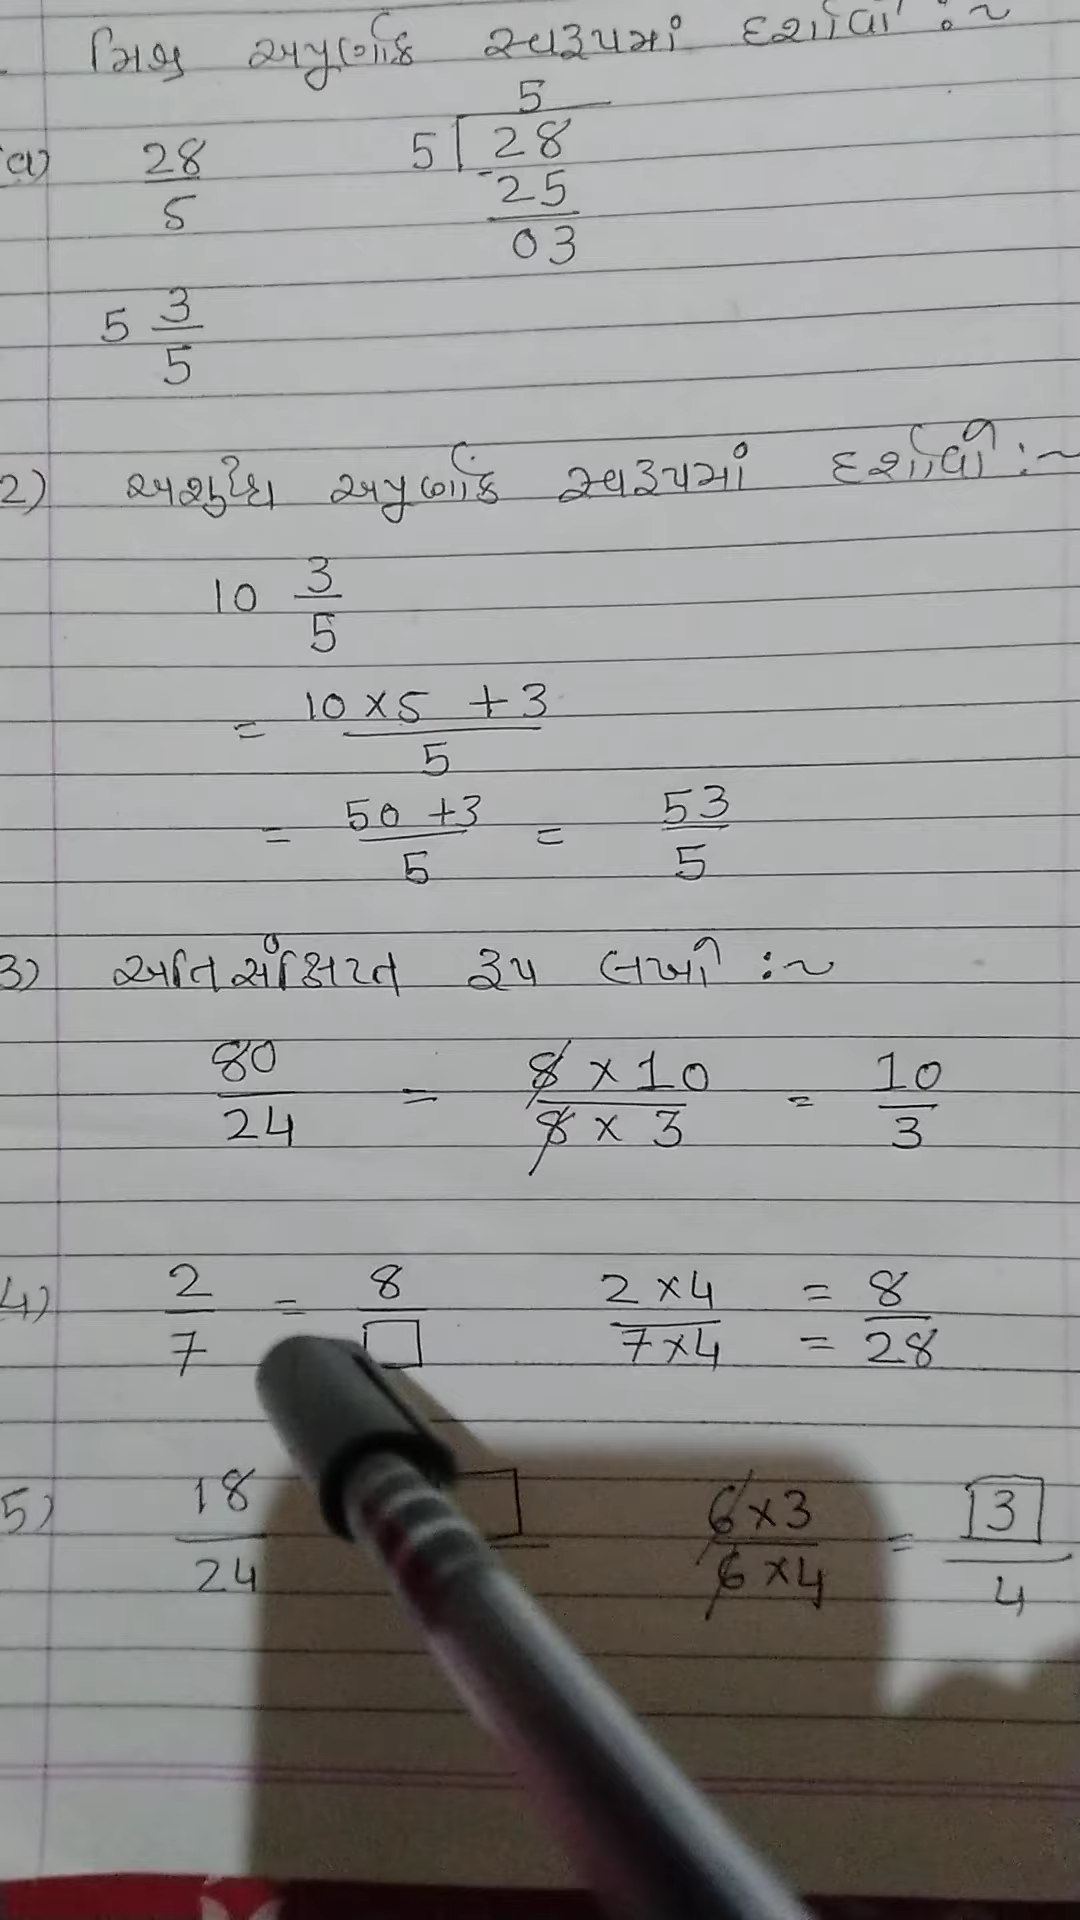 મિશ્ર અપુર્ણાંક સ્વરૂપમાં દર્શાવો :~
a) 28/5
5
5 28
-25
03
5 3/5
2) અશુદ્ધ અપુર્ણાંક સ્વરૂપમાં દર્શાવો :~
10 3/5
= 10 × 5 + 3 / 5
= 50 + 3 / 5 = 53/5
3) અતિસંક્ષિપ્ત રૂપ લખો :~
80/24 = 8 × 10 / 8 × 3 = 10/3
4) 2/7 = 8/□ 2 × 4 / 7 × 4 = 8 / = 28
5) 18/24 □ 6 × 3 / 6 × 4 = 3/4